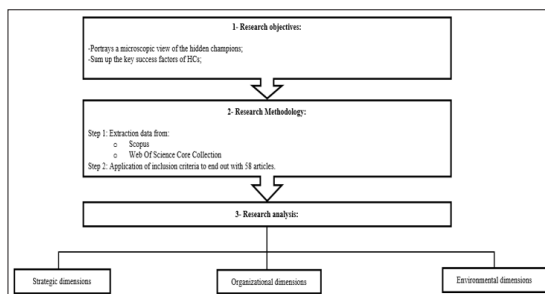 1- Research objectives:
-Portrays a microscopic view of the hidden champions;
-Sum up the key success factors of HCs;
2- Research Methodology:
Step 1: Extraction data from:
o Scopus
o Web Of Science Core Collection
Step 2: Application of inclusion criteria to end out with 58 articles.
3- Research analysis:
Strategic dimensions
Organizational dimensions
Environmental dimensions